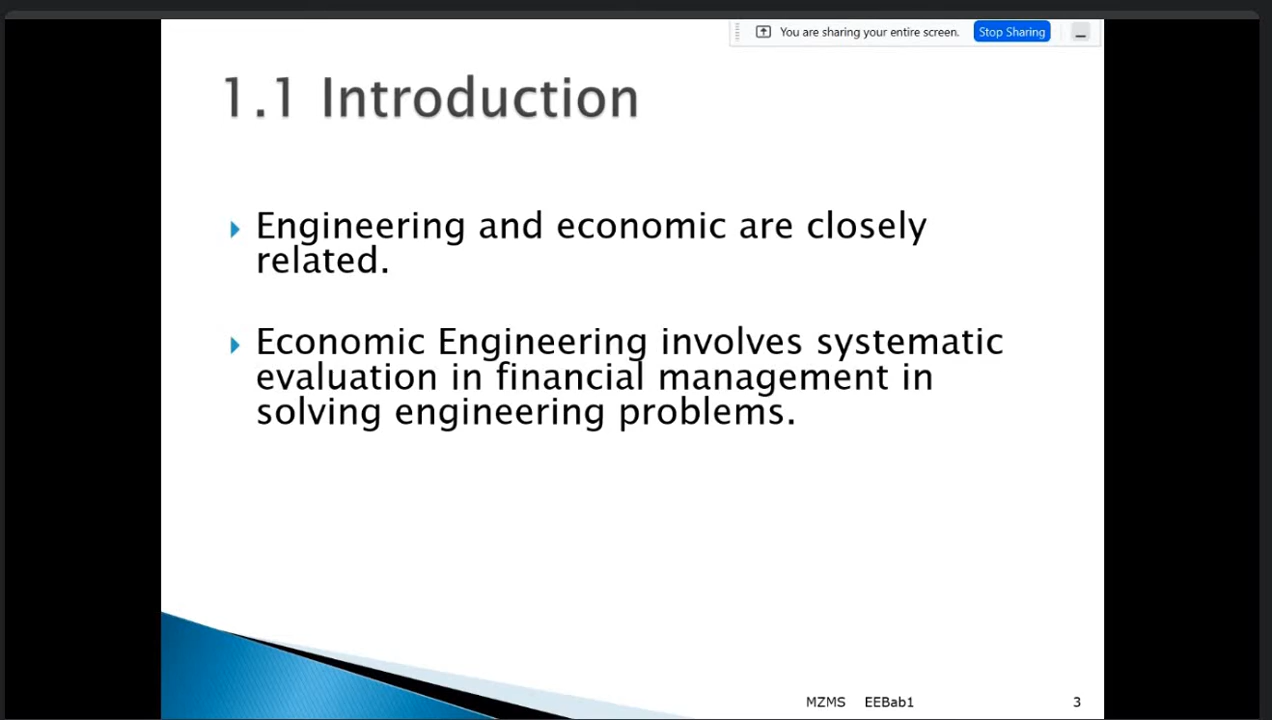 You are sharing your entire screen. Stop Sharing
1.1 Introduction
Engineering and economic are closely
related.
Economic Engineering involves systematic
evaluation in financial management in
solving engineering problems.
MZMS EEBab1 3